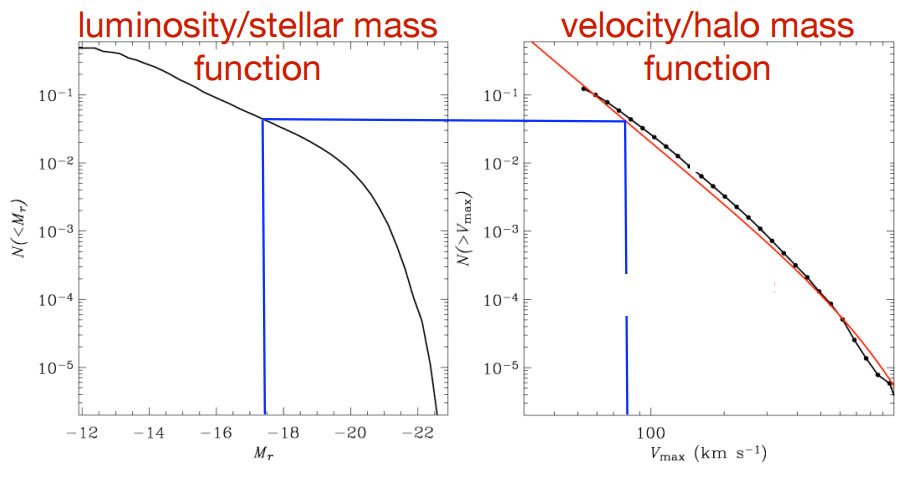 luminosity/stellar mass
function
velocity/halo mass
function
10⁻¹
10⁻²
10⁻³
10⁻⁴
10⁻⁵
N(<M_r)
−12 −14 −16 −18 −20 −22
M_r
10⁻¹
10⁻²
10⁻³
10⁻⁴
10⁻⁵
N(>V_max)
100
V_max (km s⁻¹)